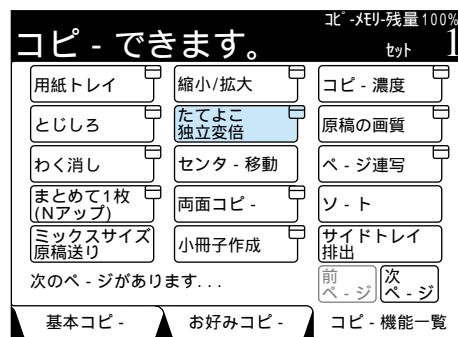 ｺﾋﾟ-ﾒﾓﾘ-残量100%
コピ-できます。 ｾｯﾄ 1
用紙トレイ 縮小/拡大 コピ-濃度
とじしろ たてよこ 原稿の画質
独立変倍
わく消し センタ-移動 ペ-ジ連写
まとめて1枚 両面コピ- ソ-ト
(Nアップ)
ミックスサイズ 小冊子作成 サイドトレイ
原稿送り 排出
次のペ-ジがあります... 前 次
ペ-ジ ペ-ジ
基本コピ- お好みコピ- コピ-機能一覧